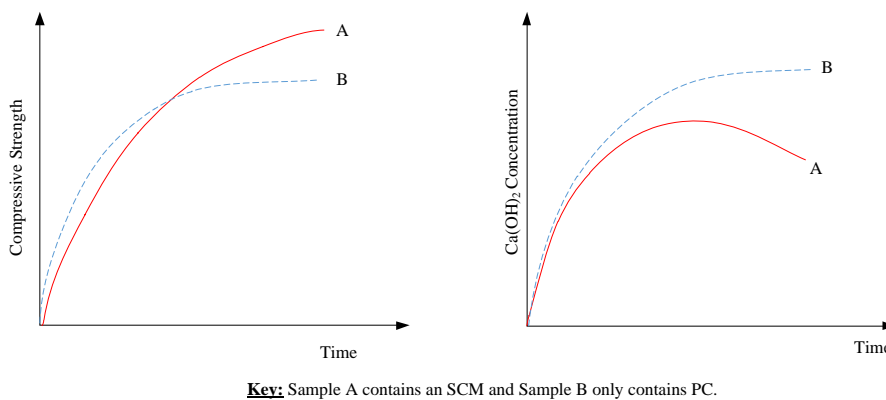 Compressive Strength
A
B
Time
Ca(OH)₂ Concentration
B
A
Time
Key: Sample A contains an SCM and Sample B only contains PC.